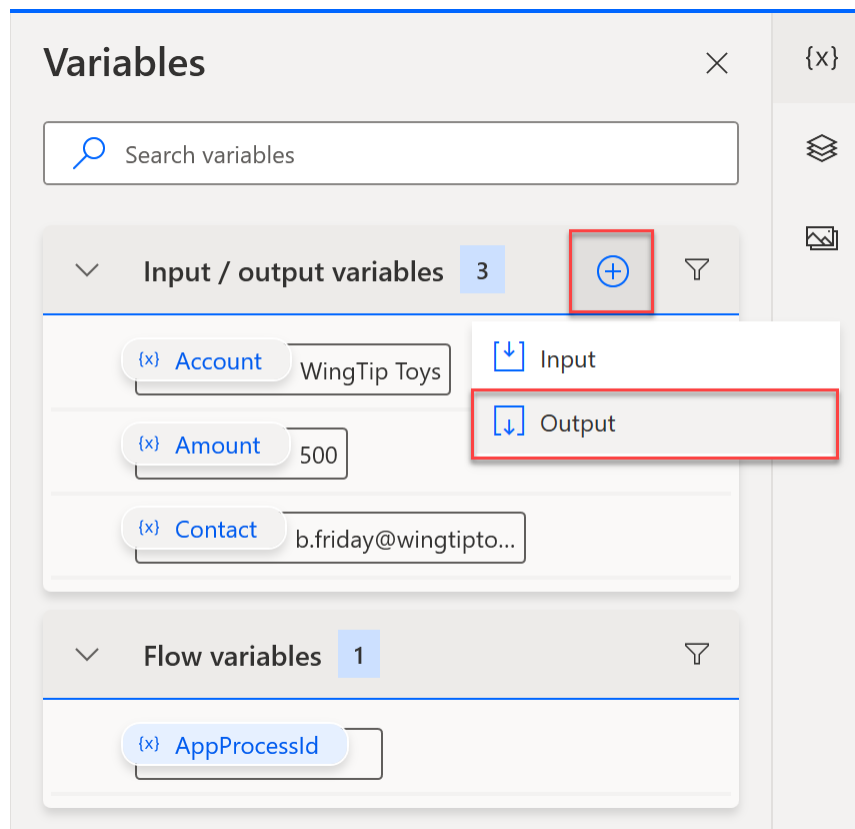 Variables
{x}
Search variables
Input / output variables 3
{x} Account WingTip Toys
Input
{x} Amount 500
Output
{x} Contact b.friday@wingtipto...
Flow variables 1
{x} AppProcessId